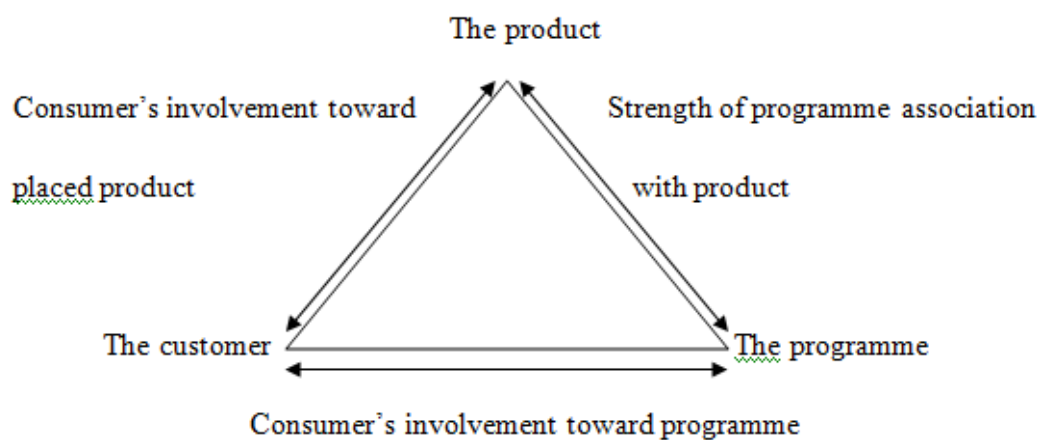 The product
Consumer’s involvement toward
placed product
Strength of programme association
with product
The customer
The programme
Consumer’s involvement toward programme